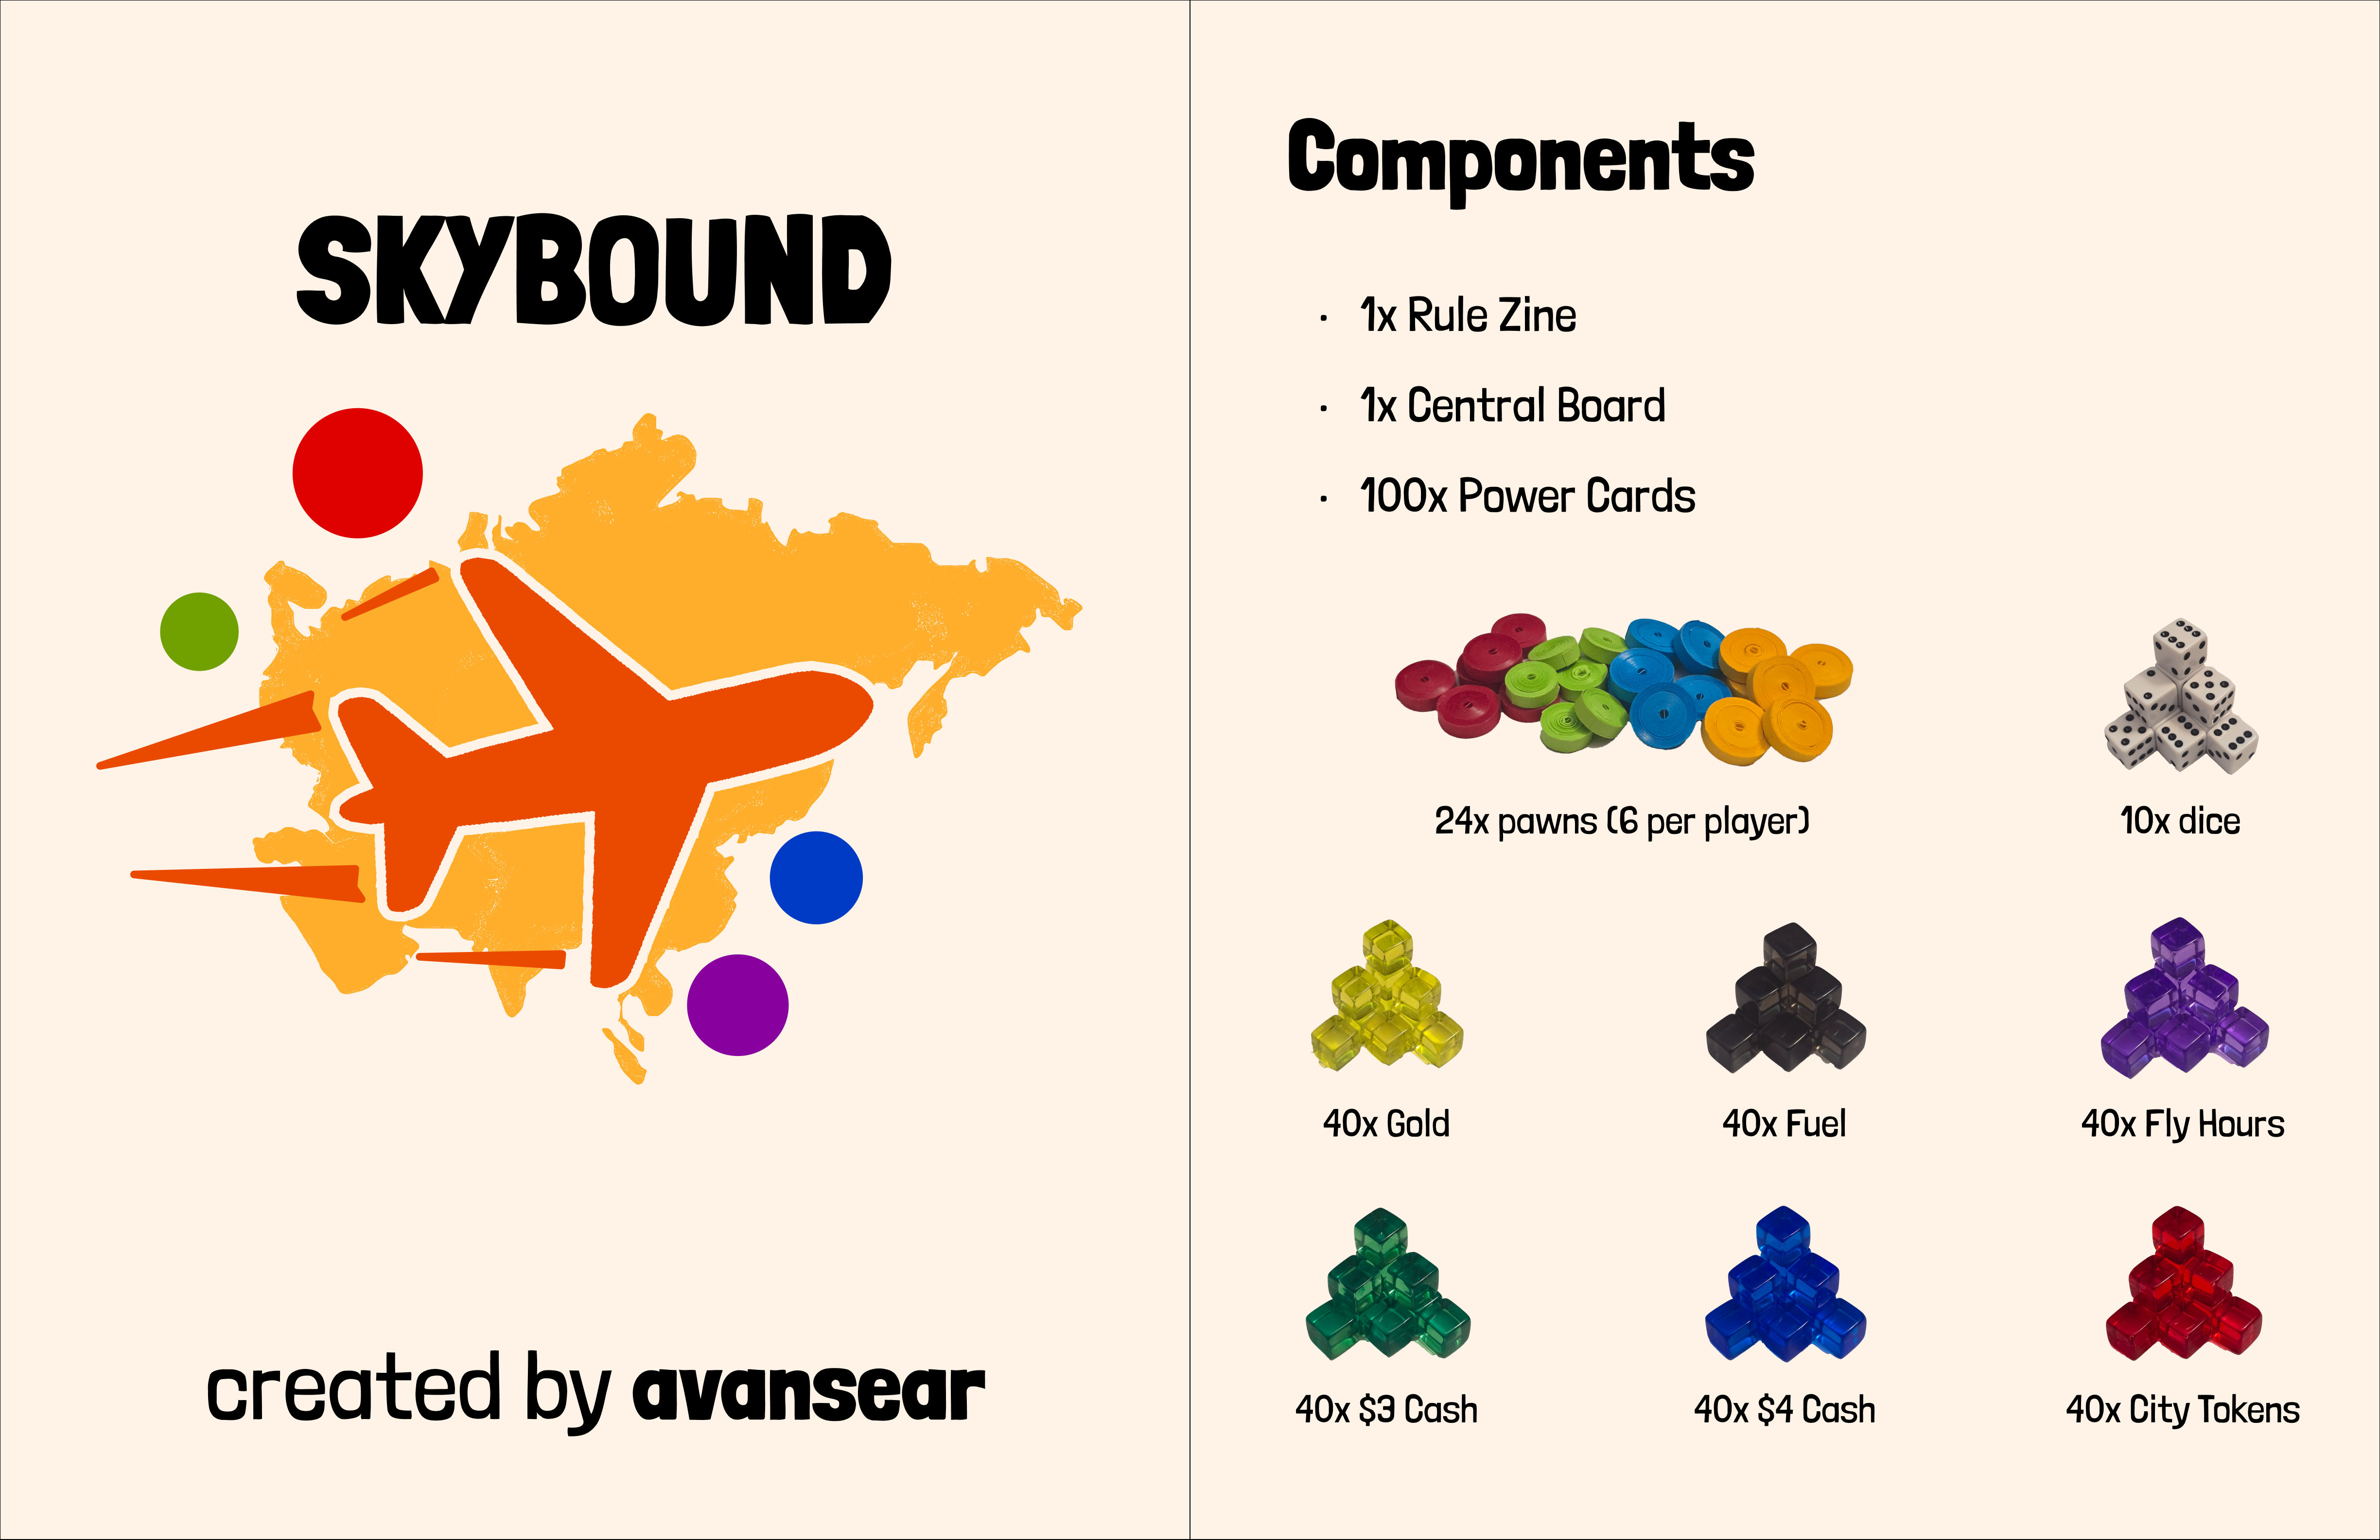 SKYBOUND
created by avansear
Components
· 1x Rule Zine
· 1x Central Board
· 100x Power Cards
24x pawns (6 per player)
10x dice
40x Gold
40x Fuel
40x Fly Hours
40x $3 Cash
40x $4 Cash
40x City Tokens